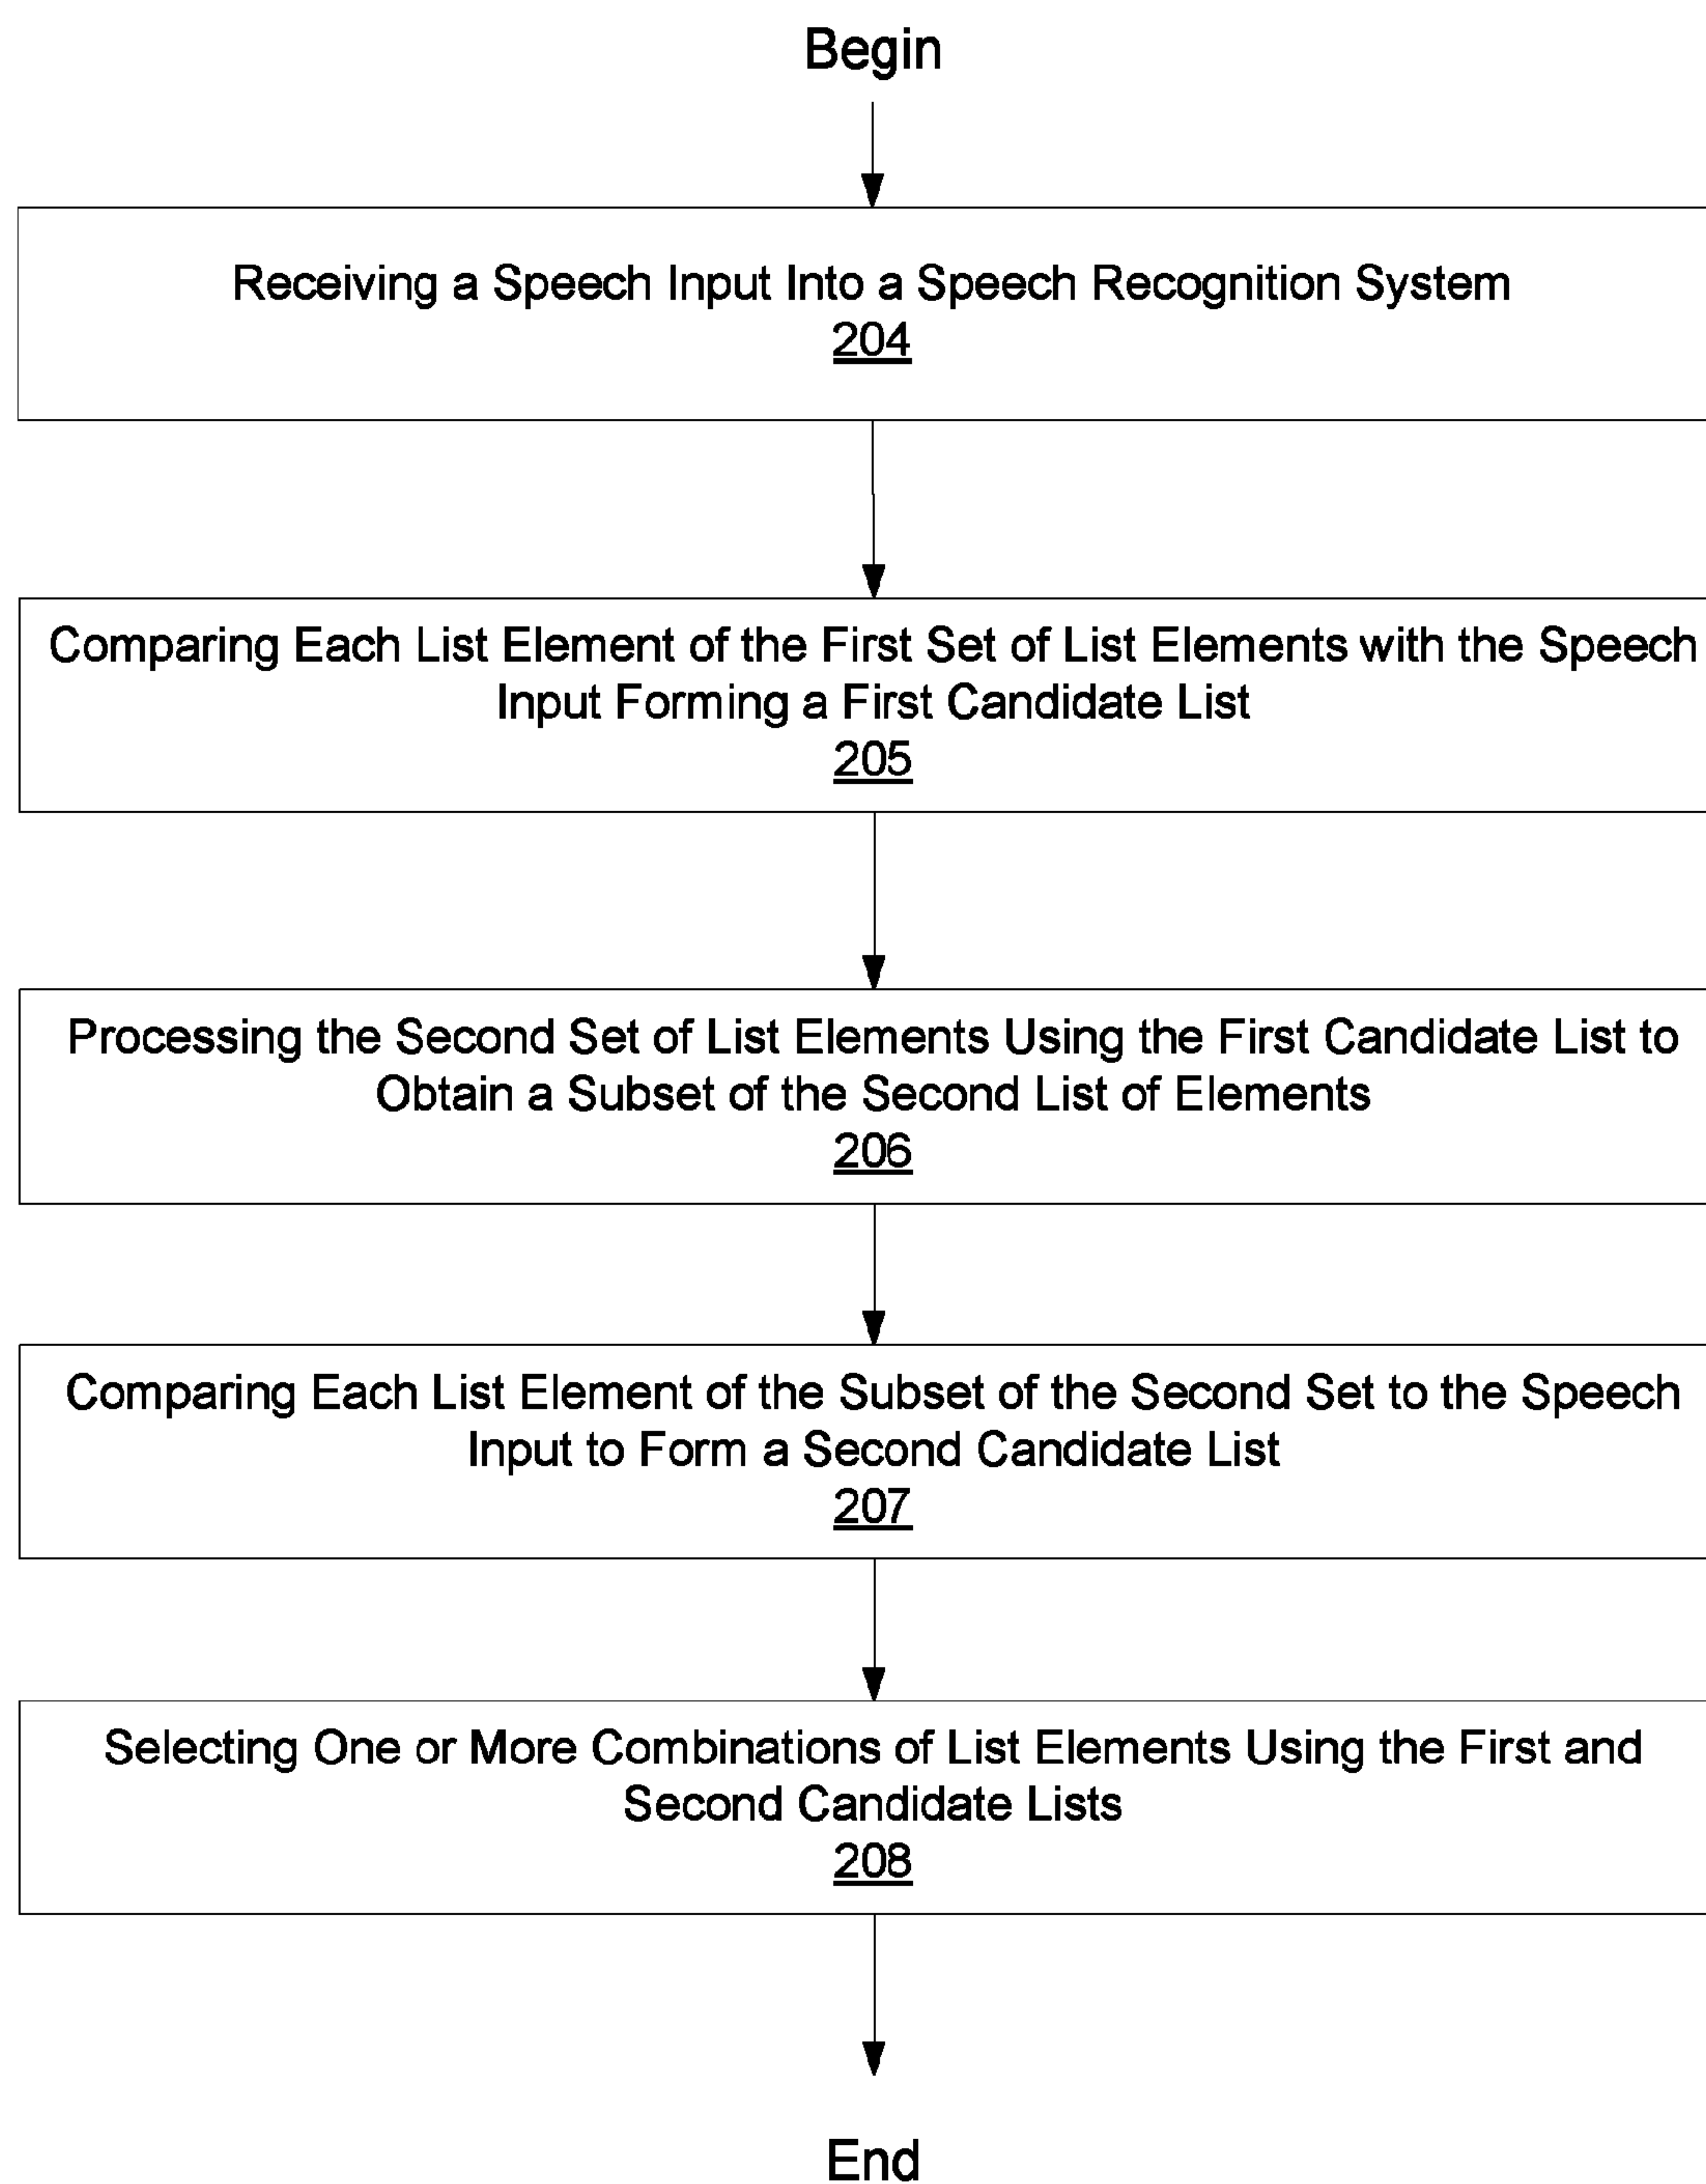 Begin
Receiving a Speech Input Into a Speech Recognition System
204
Comparing Each List Element of the First Set of List Elements with the Speech
Input Forming a First Candidate List
205
Processing the Second Set of List Elements Using the First Candidate List to
Obtain a Subset of the Second List of Elements
206
Comparing Each List Element of the Subset of the Second Set to the Speech
Input to Form a Second Candidate List
207
Selecting One or More Combinations of List Elements Using the First and
Second Candidate Lists
208
End